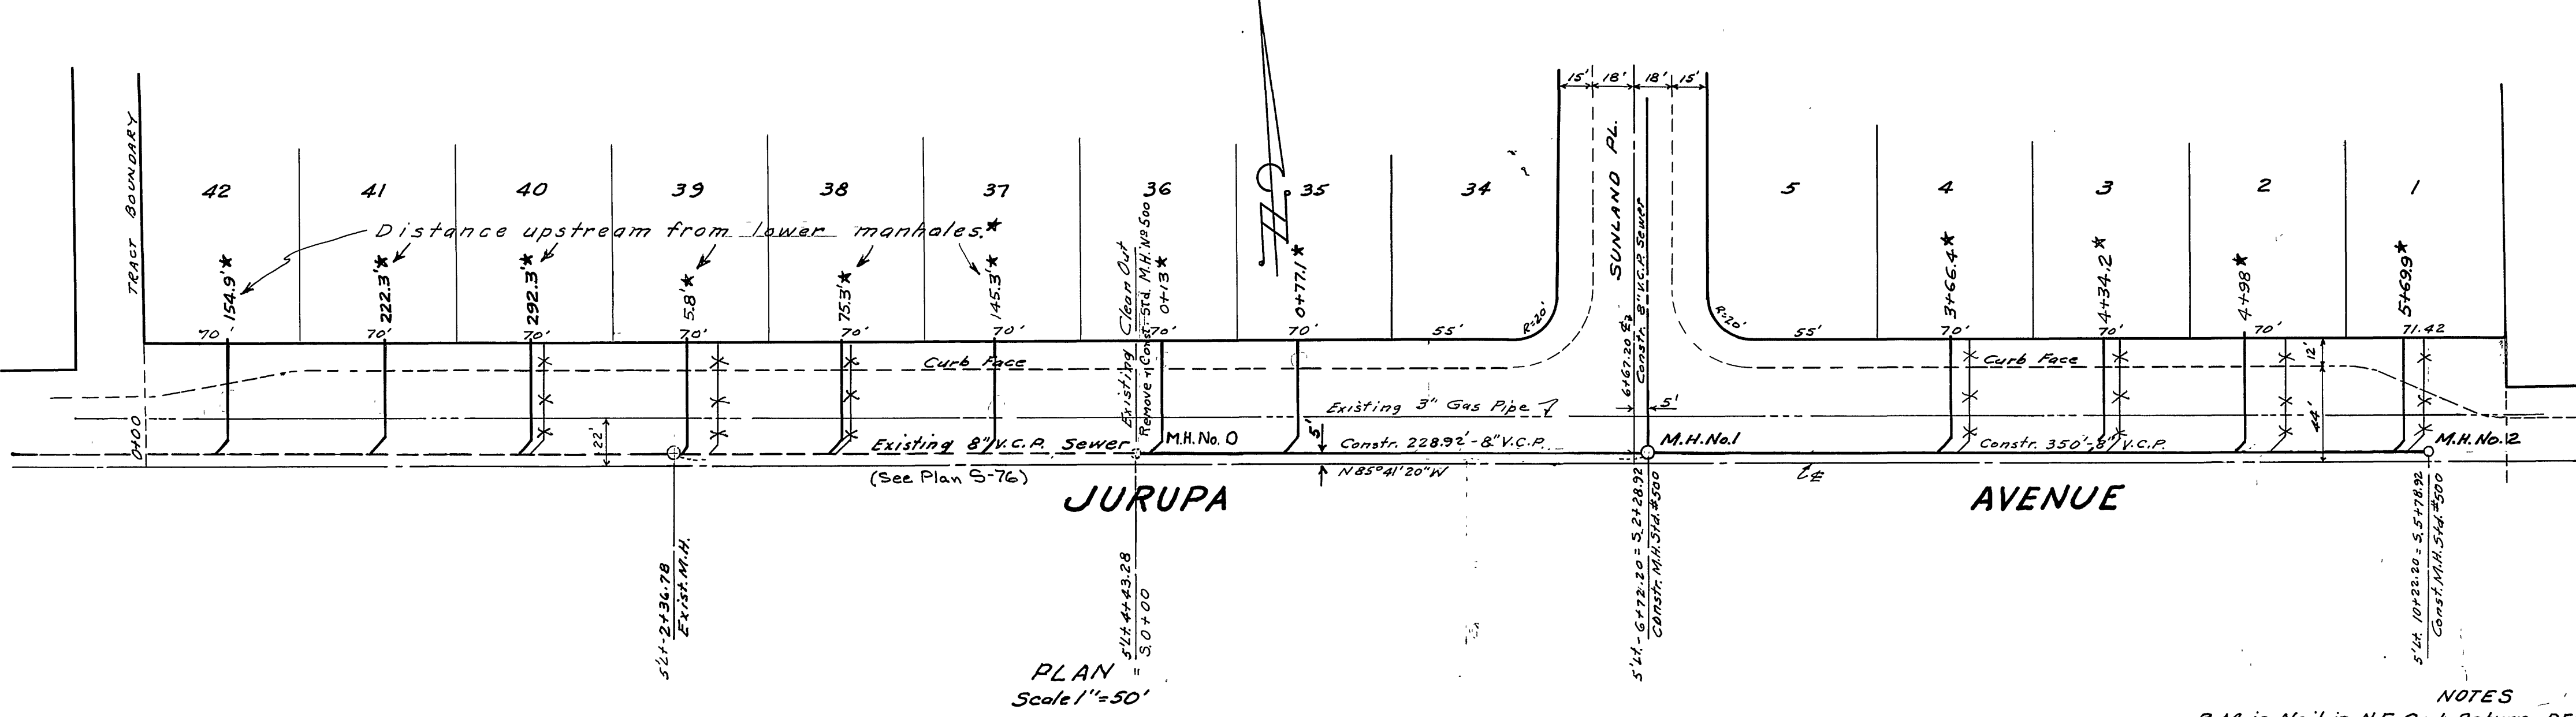 15' 18' 18' 15'
TRACT BOUNDARY
42
41
40
39
38
37
36
35
34
5
4
3
2
1
SUNLAND PL.
Constr. 8" V.C.P. Sewer
6+67.20 ℄
Distance upstream from lower manholes.*
154.9'*
222.3'*
292.3'*
5.8'*
75.3'*
145.3'*
Existing Clean Out
Remove & Const. Std. M.H. No 500
0+13*
0+77.1*
3+66.4*
4+34.2*
4+98*
5+69.9*
70
70'
70'
70'
70'
70'
70'
70'
55'
R=20'
R=20'
55'
70'
70'
70'
71.42
Curb Face
Curb Face
12'
44'
0+00
22'
Existing 3" Gas Pipe
5'
5'
Existing 8" V.C.P. Sewer
M.H. No. 0
Constr. 228.92'-8" V.C.P.
M.H. No. 1
Constr. 350'-8" V.C.P.
M.H. No. 12
(See Plan S-76)
N 85°41'20" W
℄
JURUPA AVENUE
5'Lt-2+36.78
Exist. M.H.
5'Lt. 4+43.28
= S.0+00
5'Lt.-6+72.20 = S.2+28.92
Constr. M.H. Std. #500
5'Lt. 10+22.20 = S.5+78.92
Const. M.H. Std. #500
PLAN
Scale 1"=50'
NOTES